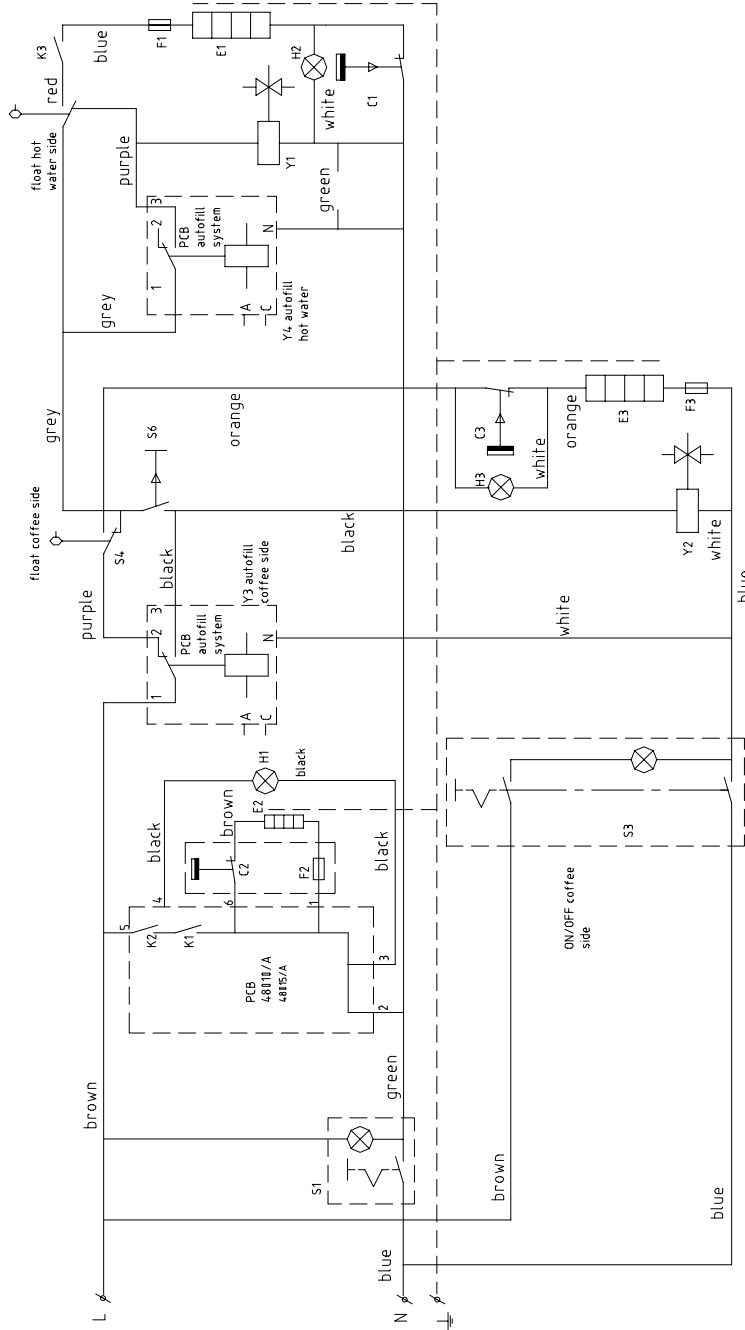 float hot
water side
K3
red
blue
F1
E1
H2
white
C1
Y1
purple
3
2
1
PCB
autofill
system
N
A
C
green
Y4 autofill
hot water
grey
grey
float coffee side
S4
S6
orange
C3
H3
white
orange
E3
F3
Y2
white
black
blue
purple
black
3
2
1
PCB
autofill
system
N
A
C
Y3 autofill
coffee side
white
black
4
5
K2
K1
6
1
C2
F2
brown
E2
H1
black
black
PCB
48010/A
48115/A
2
3
S3
ON/OFF coffee
side
brown
green
S1
brown
blue
blue
L
N